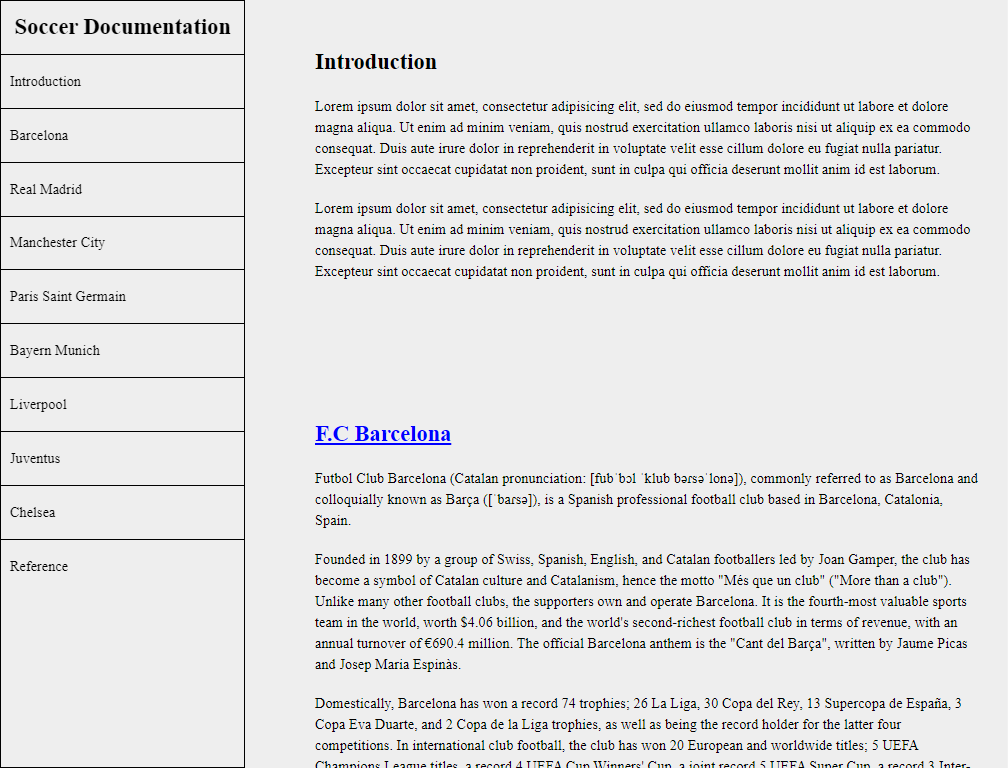 Soccer Documentation
Introduction
Barcelona
Real Madrid
Manchester City
Paris Saint Germain
Bayern Munich
Liverpool
Juventus
Chelsea
Reference
Introduction
Lorem ipsum dolor sit amet, consectetur adipisicing elit, sed do eiusmod tempor incididunt ut labore et dolore
magna aliqua. Ut enim ad minim veniam, quis nostrud exercitation ullamco laboris nisi ut aliquip ex ea commodo
consequat. Duis aute irure dolor in reprehenderit in voluptate velit esse cillum dolore eu fugiat nulla pariatur.
Excepteur sint occaecat cupidatat non proident, sunt in culpa qui officia deserunt mollit anim id est laborum.
Lorem ipsum dolor sit amet, consectetur adipisicing elit, sed do eiusmod tempor incididunt ut labore et dolore
magna aliqua. Ut enim ad minim veniam, quis nostrud exercitation ullamco laboris nisi ut aliquip ex ea commodo
consequat. Duis aute irure dolor in reprehenderit in voluptate velit esse cillum dolore eu fugiat nulla pariatur.
Excepteur sint occaecat cupidatat non proident, sunt in culpa qui officia deserunt mollit anim id est laborum.
F.C Barcelona
Futbol Club Barcelona (Catalan pronunciation: [fubˈbɔl ˈklub bəɾsəˈlonə]), commonly referred to as Barcelona and
colloquially known as Barça ([ˈbaɾsə]), is a Spanish professional football club based in Barcelona, Catalonia,
Spain.
Founded in 1899 by a group of Swiss, Spanish, English, and Catalan footballers led by Joan Gamper, the club has
become a symbol of Catalan culture and Catalanism, hence the motto "Més que un club" ("More than a club").
Unlike many other football clubs, the supporters own and operate Barcelona. It is the fourth-most valuable sports
team in the world, worth $4.06 billion, and the world's second-richest football club in terms of revenue, with an
annual turnover of €690.4 million. The official Barcelona anthem is the "Cant del Barça", written by Jaume Picas
and Josep Maria Espinàs.
Domestically, Barcelona has won a record 74 trophies; 26 La Liga, 30 Copa del Rey, 13 Supercopa de España, 3
Copa Eva Duarte, and 2 Copa de la Liga trophies, as well as being the record holder for the latter four
competitions. In international club football, the club has won 20 European and worldwide titles; 5 UEFA
Champions League titles, a record 4 UEFA Cup Winners' Cup, a joint record 5 UEFA Super Cup, a record 3 Inter-